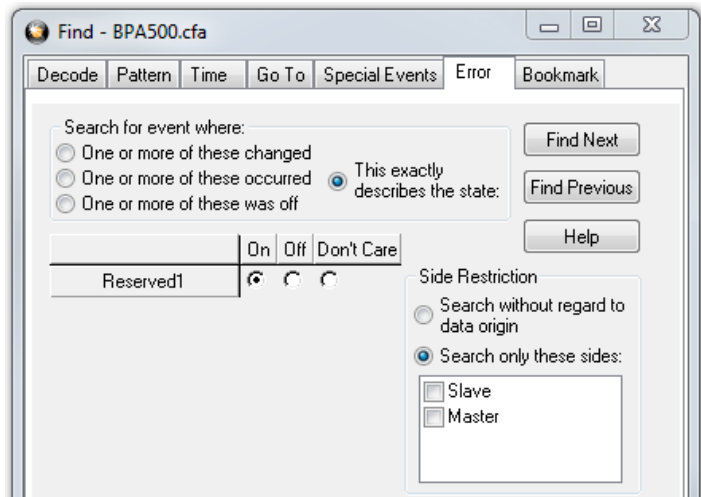 Find - BPA500.cfa
Decode Pattern Time Go To Special Events Error Bookmark
Search for event where:
One or more of these changed
One or more of these occurred
One or more of these was off
This exactly
describes the state:
Find Next
Find Previous
Help
On Off Don't Care
Reserved1
Side Restriction
Search without regard to
data origin
Search only these sides:
Slave
Master